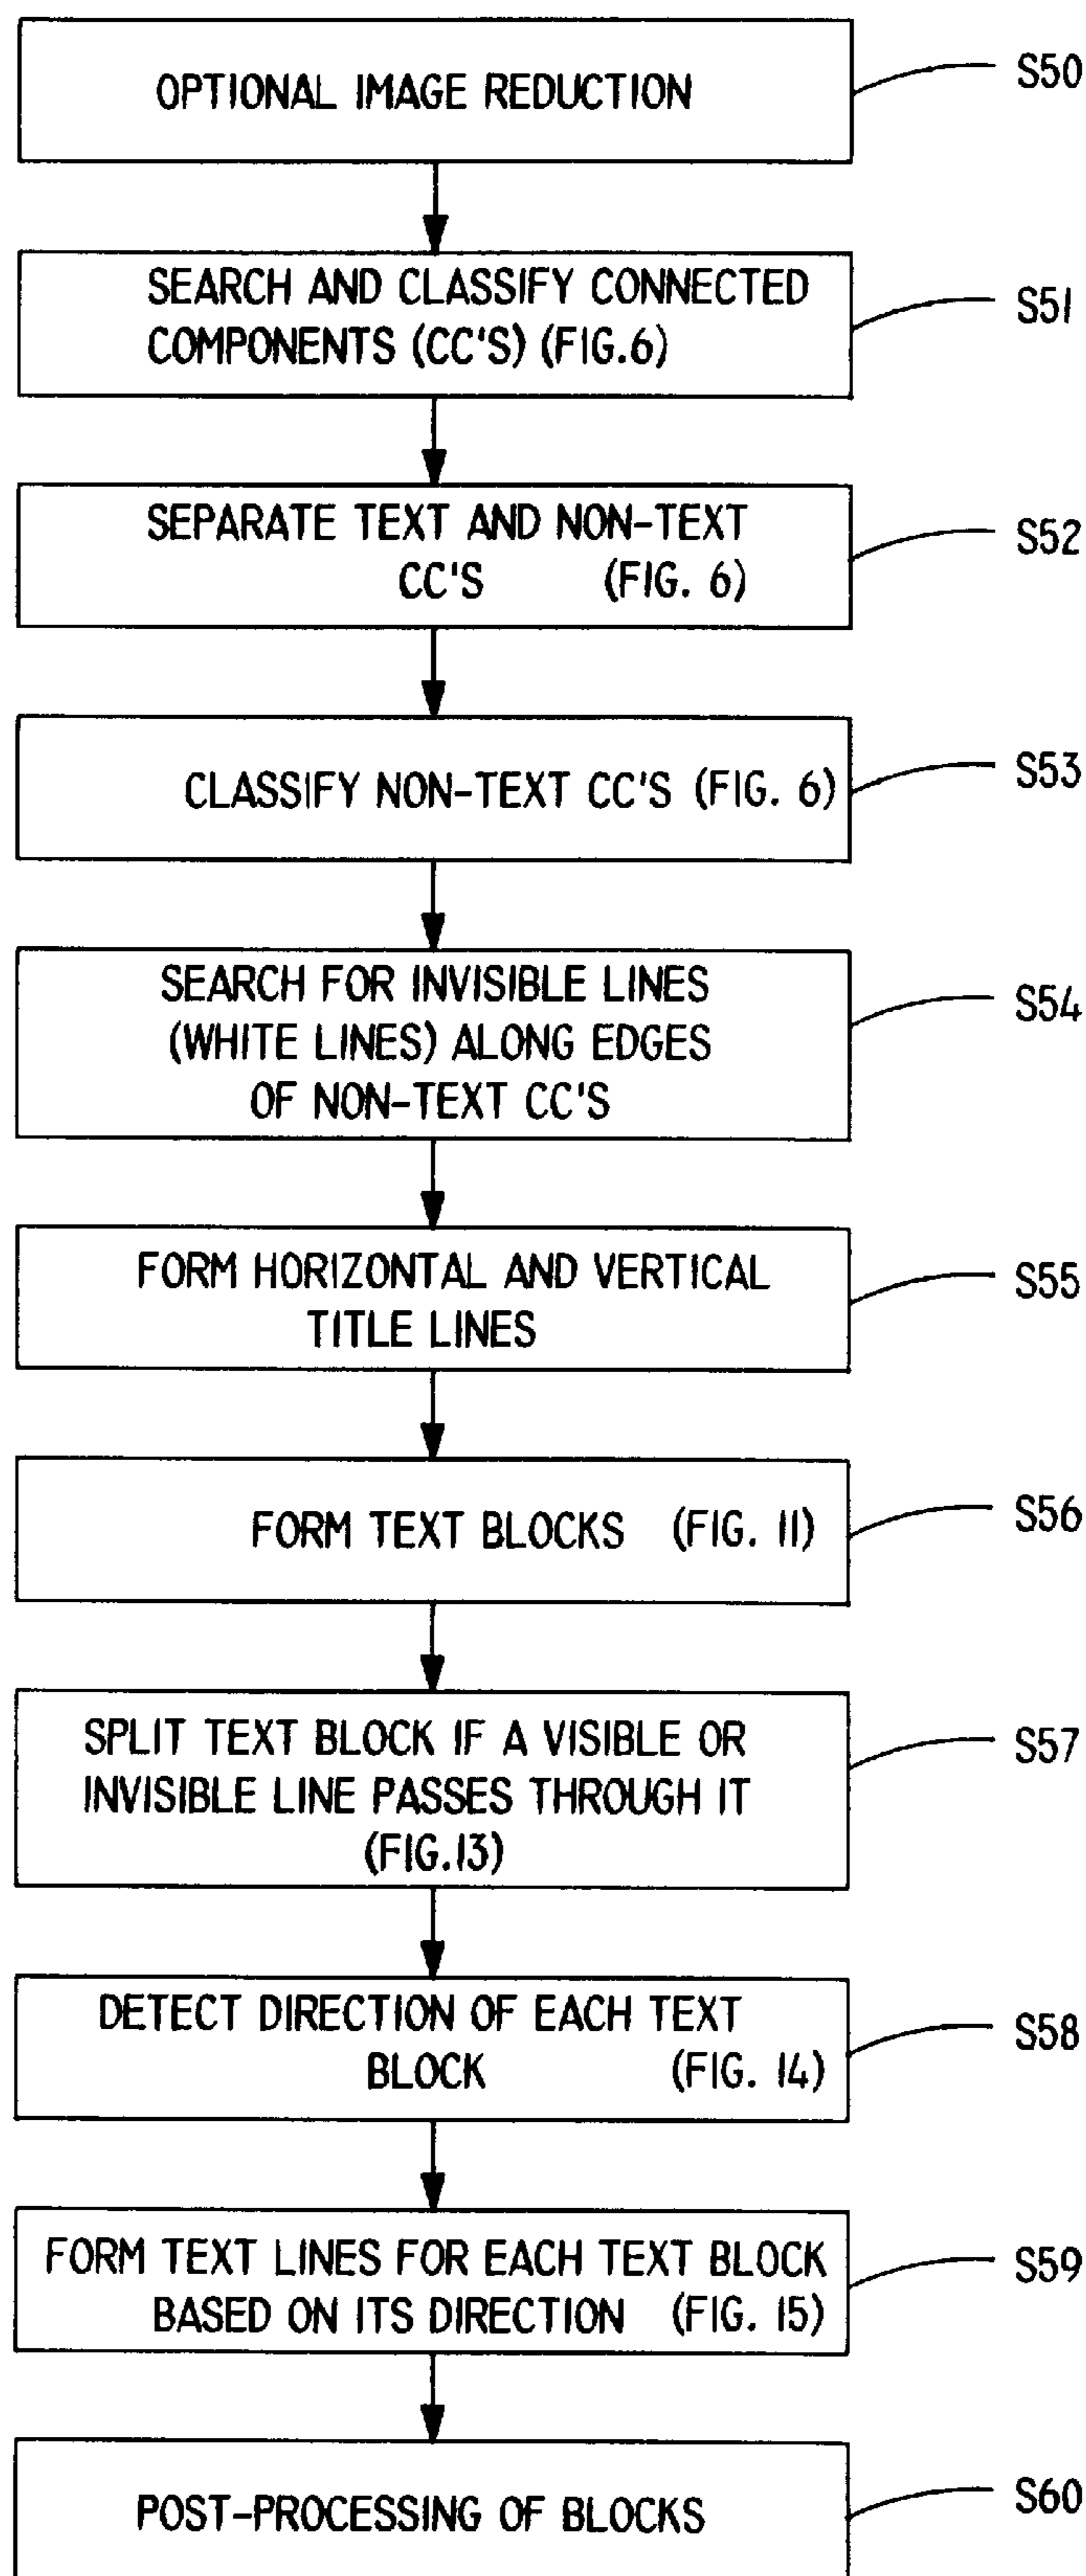 OPTIONAL IMAGE REDUCTION
S50
SEARCH AND CLASSIFY CONNECTED
COMPONENTS (CC'S) (FIG.6)
S51
SEPARATE TEXT AND NON-TEXT
CC'S (FIG. 6)
S52
CLASSIFY NON-TEXT CC'S (FIG. 6)
S53
SEARCH FOR INVISIBLE LINES
(WHITE LINES) ALONG EDGES
OF NON-TEXT CC'S
S54
FORM HORIZONTAL AND VERTICAL
TITLE LINES
S55
FORM TEXT BLOCKS (FIG. 11)
S56
SPLIT TEXT BLOCK IF A VISIBLE OR
INVISIBLE LINE PASSES THROUGH IT
(FIG.13)
S57
DETECT DIRECTION OF EACH TEXT
BLOCK (FIG. 14)
S58
FORM TEXT LINES FOR EACH TEXT BLOCK
BASED ON ITS DIRECTION (FIG. 15)
S59
POST-PROCESSING OF BLOCKS
S60